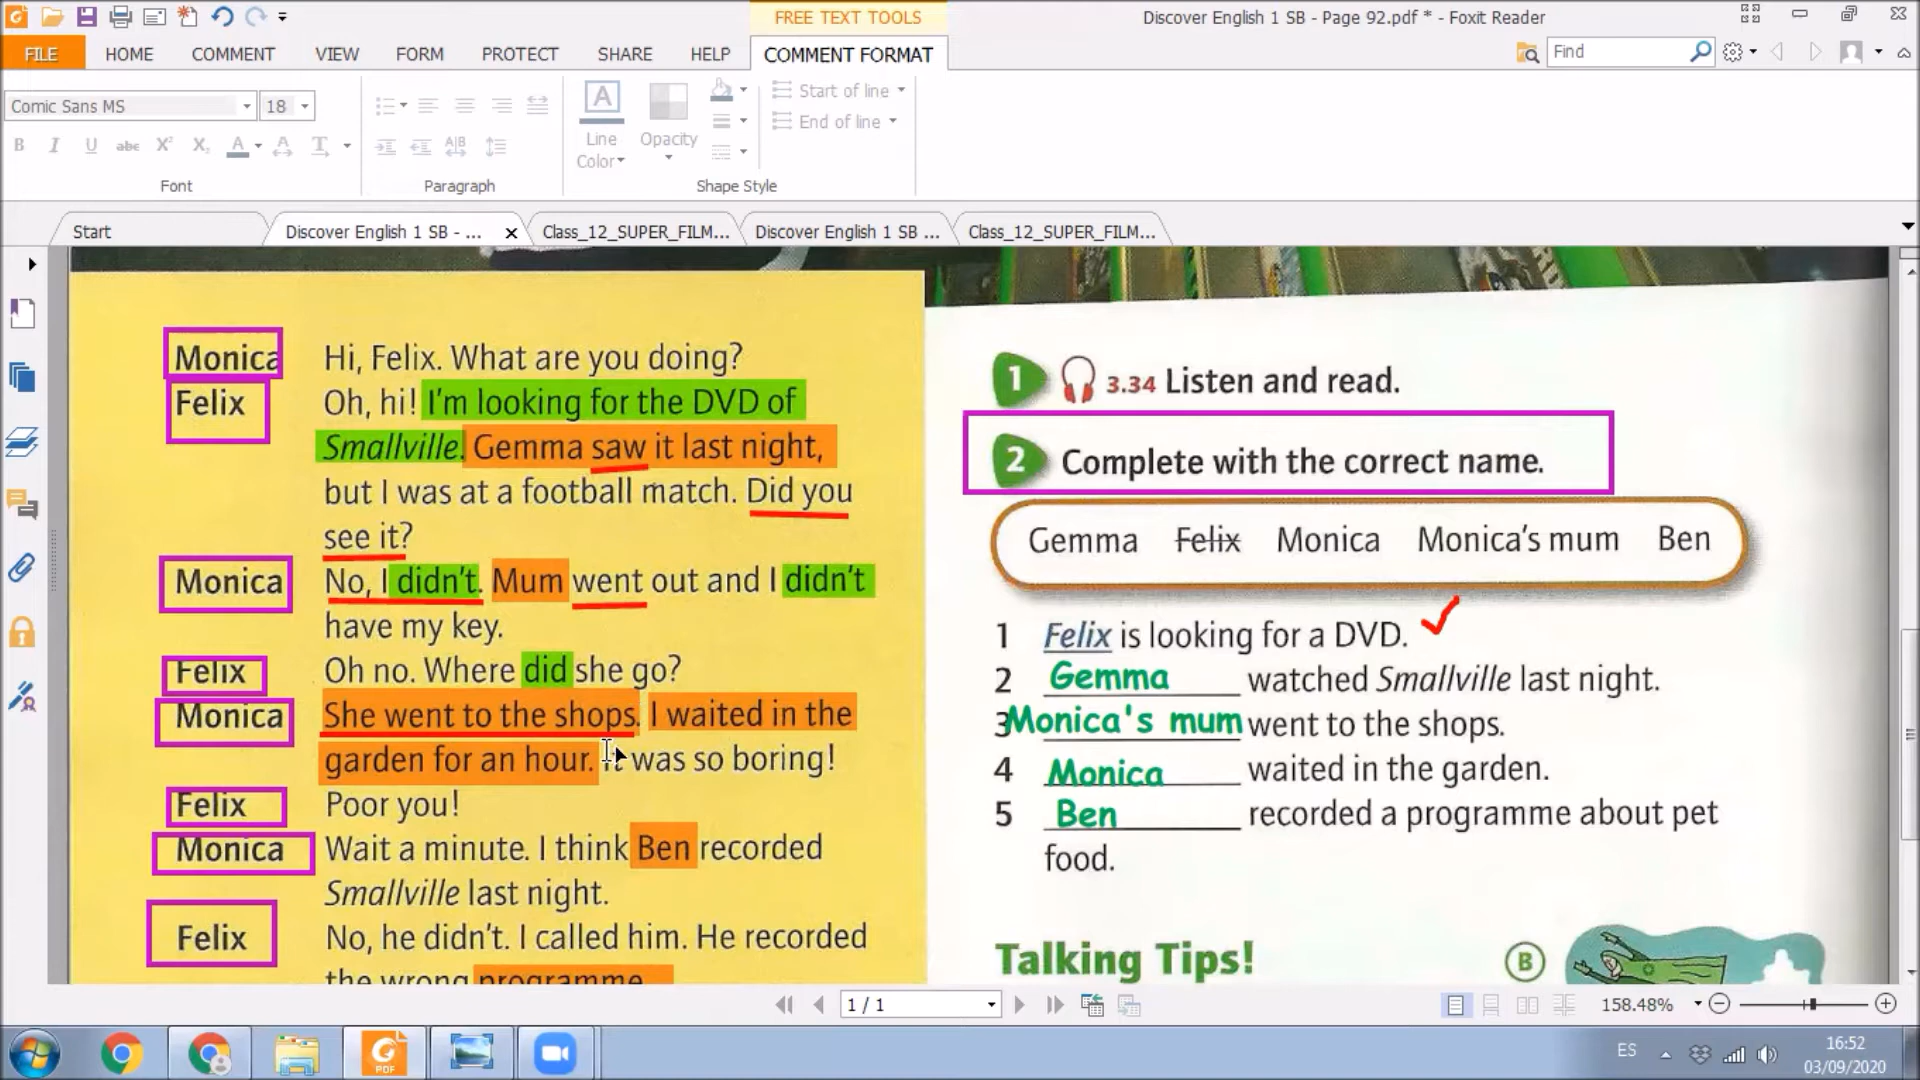 FREE TEXT TOOLS
Discover English 1 SB - Page 92.pdf * - Foxit Reader
FILE HOME COMMENT VIEW FORM PROTECT SHARE HELP COMMENT FORMAT
Find
Comic Sans MS 18
Start of line
End of line
Line Color
Opacity
B I U abc X² X₂ A A T
Font Paragraph Shape Style
Start
Discover English 1 SB - ...
Class_12_SUPER_FILM...
Discover English 1 SB ...
Class_12_SUPER_FILM...
Monica Hi, Felix. What are you doing?
Felix Oh, hi! I'm looking for the DVD of
Smallville. Gemma saw it last night,
but I was at a football match. Did you
see it?
Monica No, I didn't. Mum went out and I didn't
have my key.
Felix Oh no. Where did she go?
Monica She went to the shops. I waited in the
garden for an hour. It was so boring!
Felix Poor you!
Monica Wait a minute. I think Ben recorded
Smallville last night.
Felix No, he didn't. I called him. He recorded
the wrong programme
1 3.34 Listen and read.
2 Complete with the correct name.
Gemma Felix Monica Monica's mum Ben
1 Felix is looking for a DVD.
2 Gemma watched Smallville last night.
3 Monica's mum went to the shops.
4 Monica waited in the garden.
5 Ben recorded a programme about pet
food.
Talking Tips!
B
1 / 1
158.48%
PDF
ES
16:52
03/09/2020